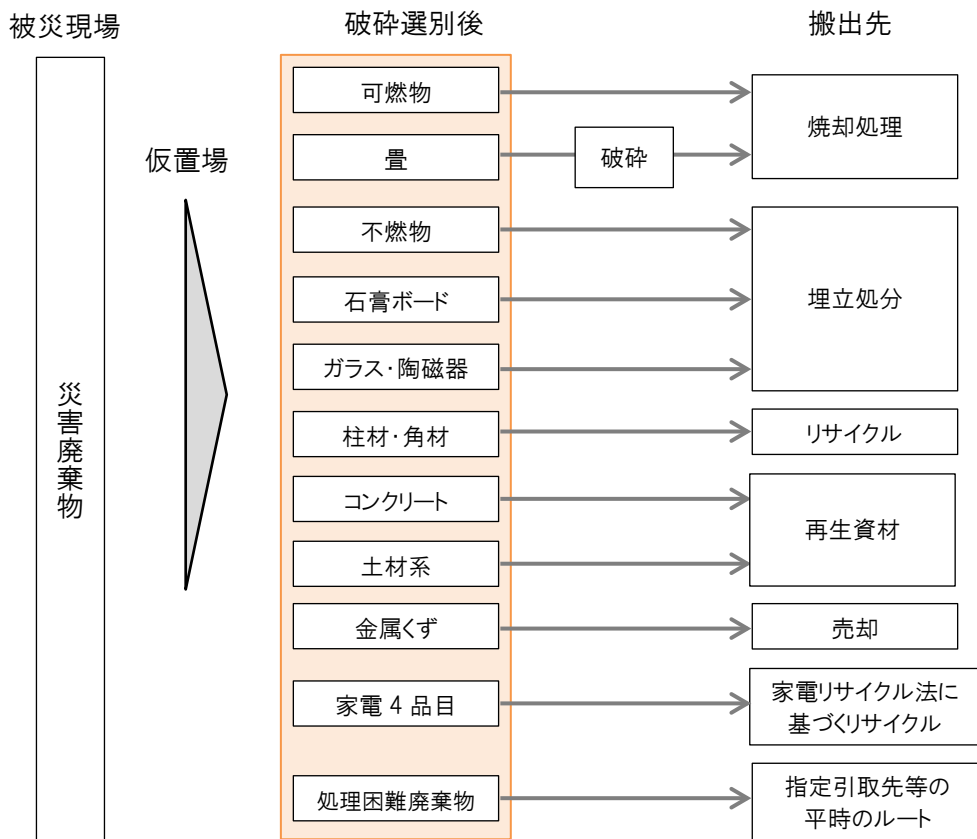 被災現場
破砕選別後
搬出先
仮置場
災害廃棄物
可燃物
畳
破砕
焼却処理
不燃物
石膏ボード
ガラス・陶磁器
埋立処分
柱材・角材
リサイクル
コンクリート
土材系
再生資材
金属くず
売却
家電 4 品目
家電リサイクル法に
基づくリサイクル
処理困難廃棄物
指定引取先等の
平時のルート